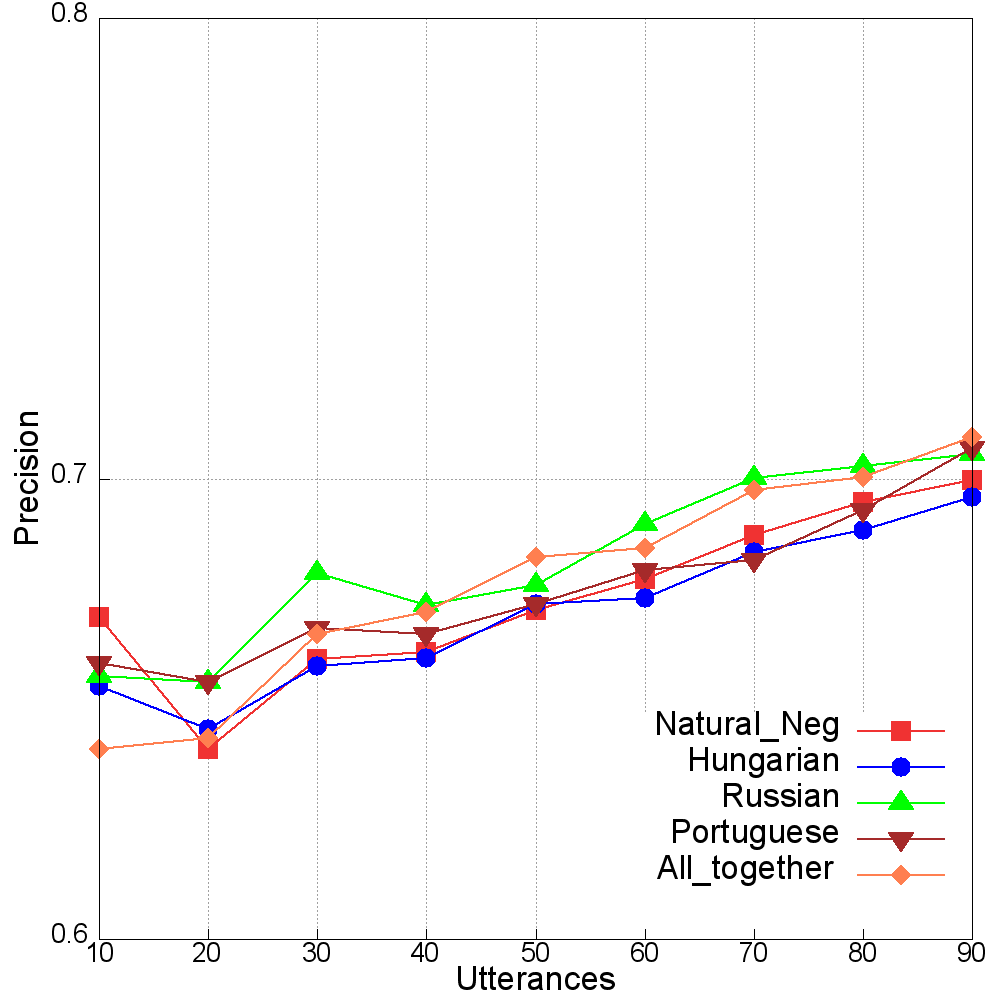 0.8
0.7
0.6
Precision
Natural_Neg
Hungarian
Russian
Portuguese
All_together
10 20 30 40 50 60 70 80 90
Utterances